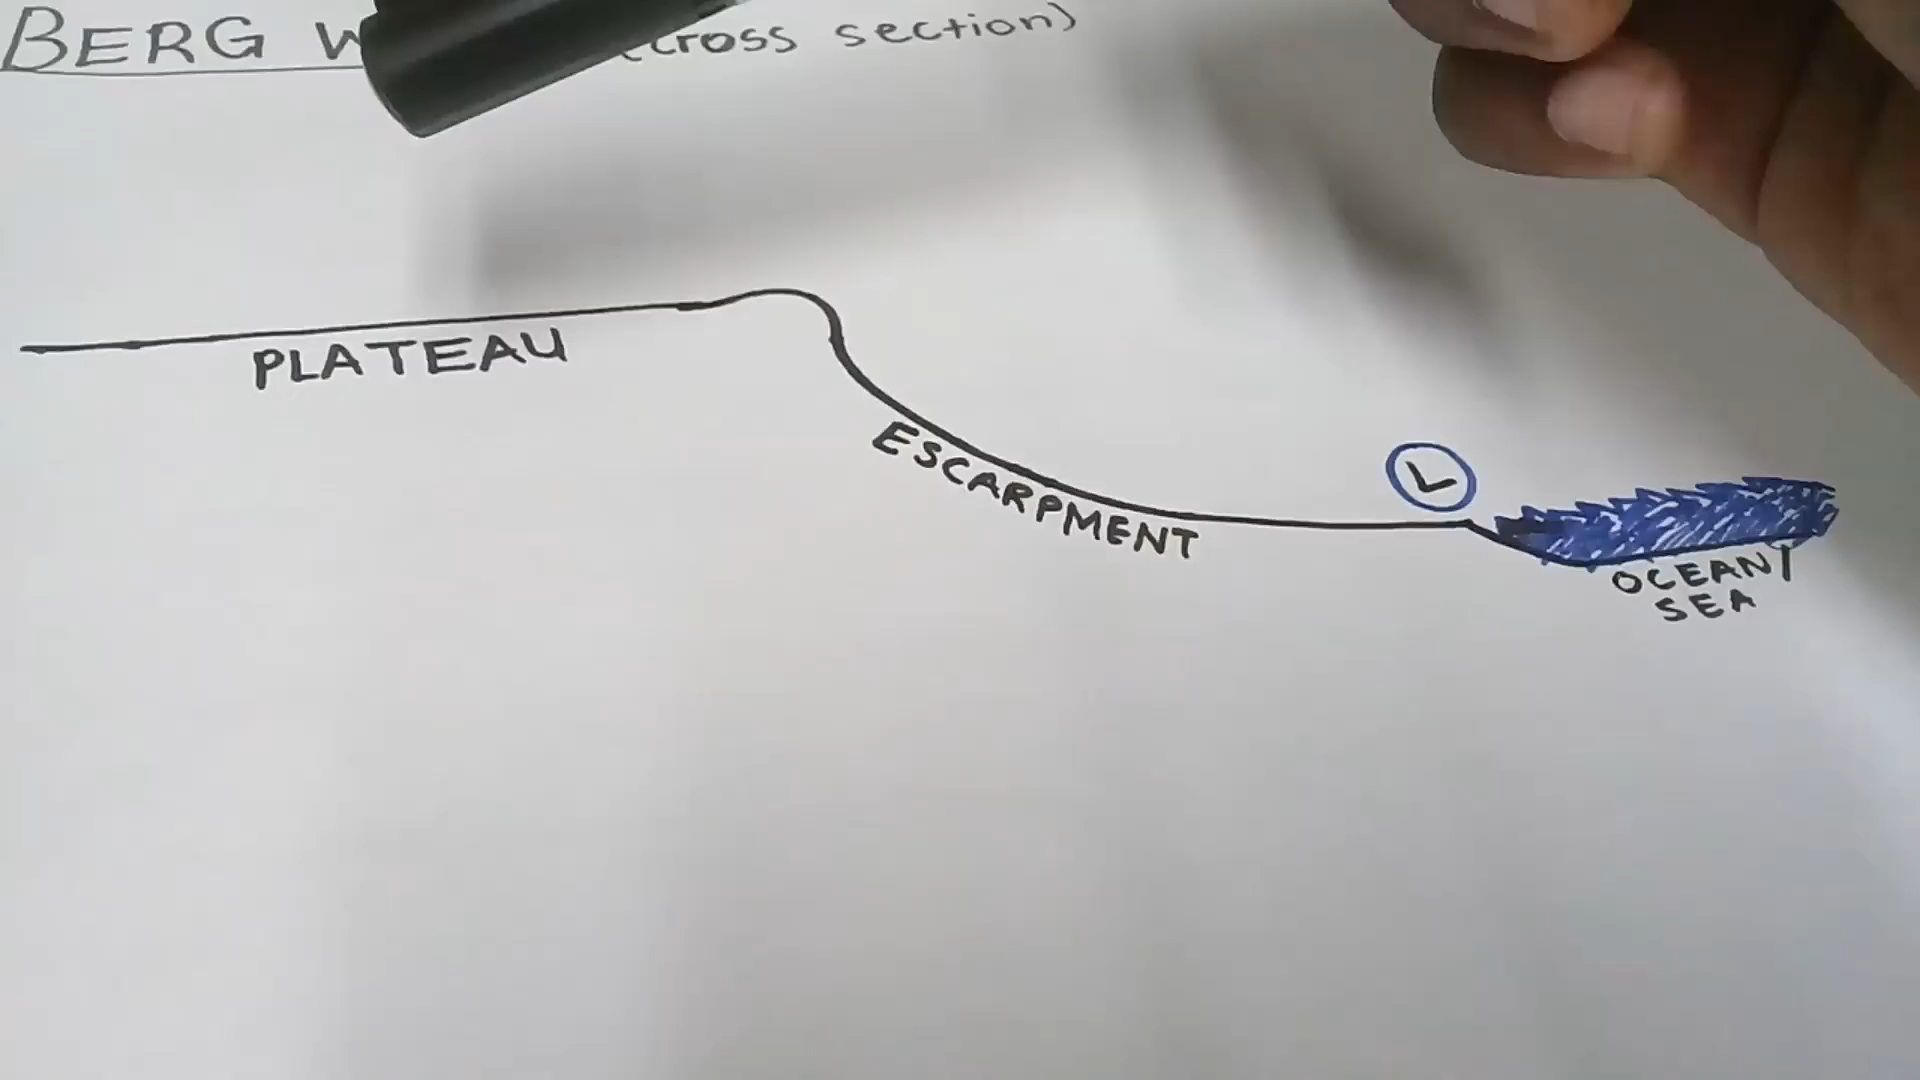 BERG (cross section)
PLATEAU
ESCARPMENT
L
OCEAN/
SEA